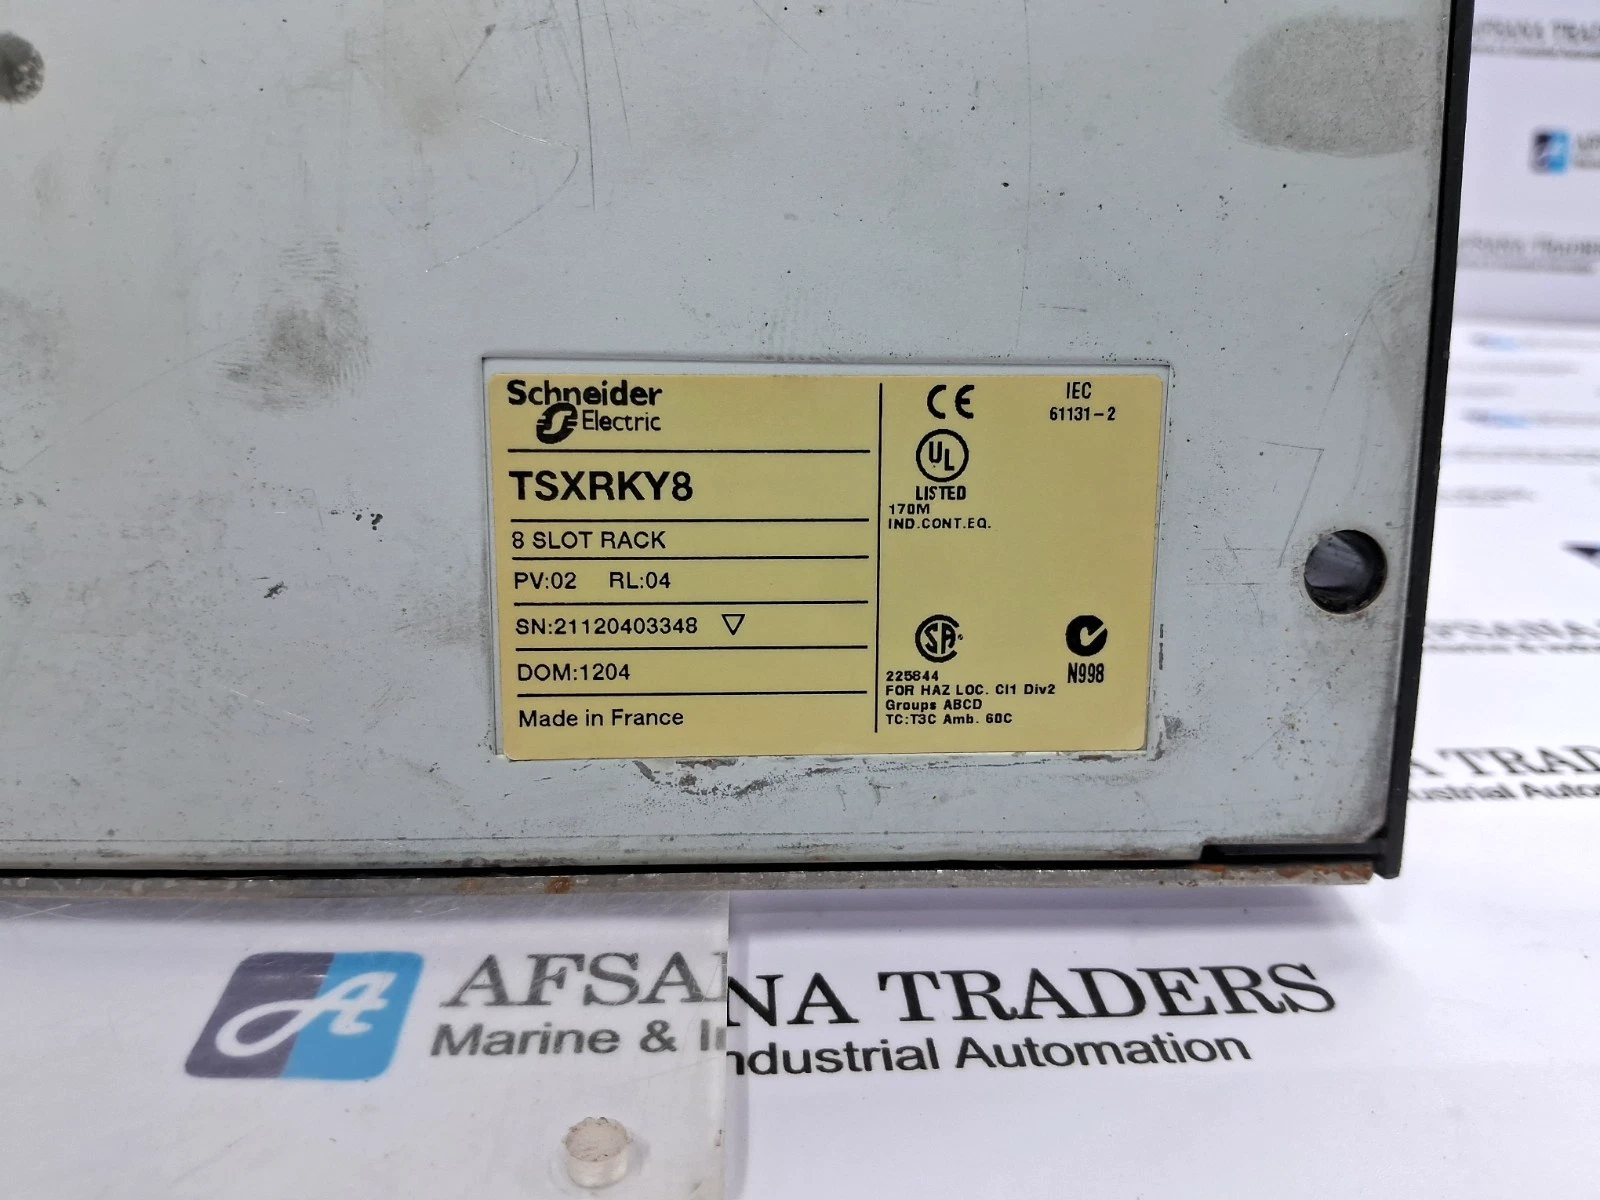 Schneider
Electric
TSXRKY8
8 SLOT RACK
PV:02 RL:04
SN:21120403348
DOM:1204
Made in France
CE
IEC
61131-2
UL
LISTED
170M
IND.CONT.EQ.
SA
N998
225644
FOR HAZ LOC. Cl1 Div2
Groups ABCD
TC:T3C Amb. 60C
AFSANA TRADERS
Marine & Industrial Automation